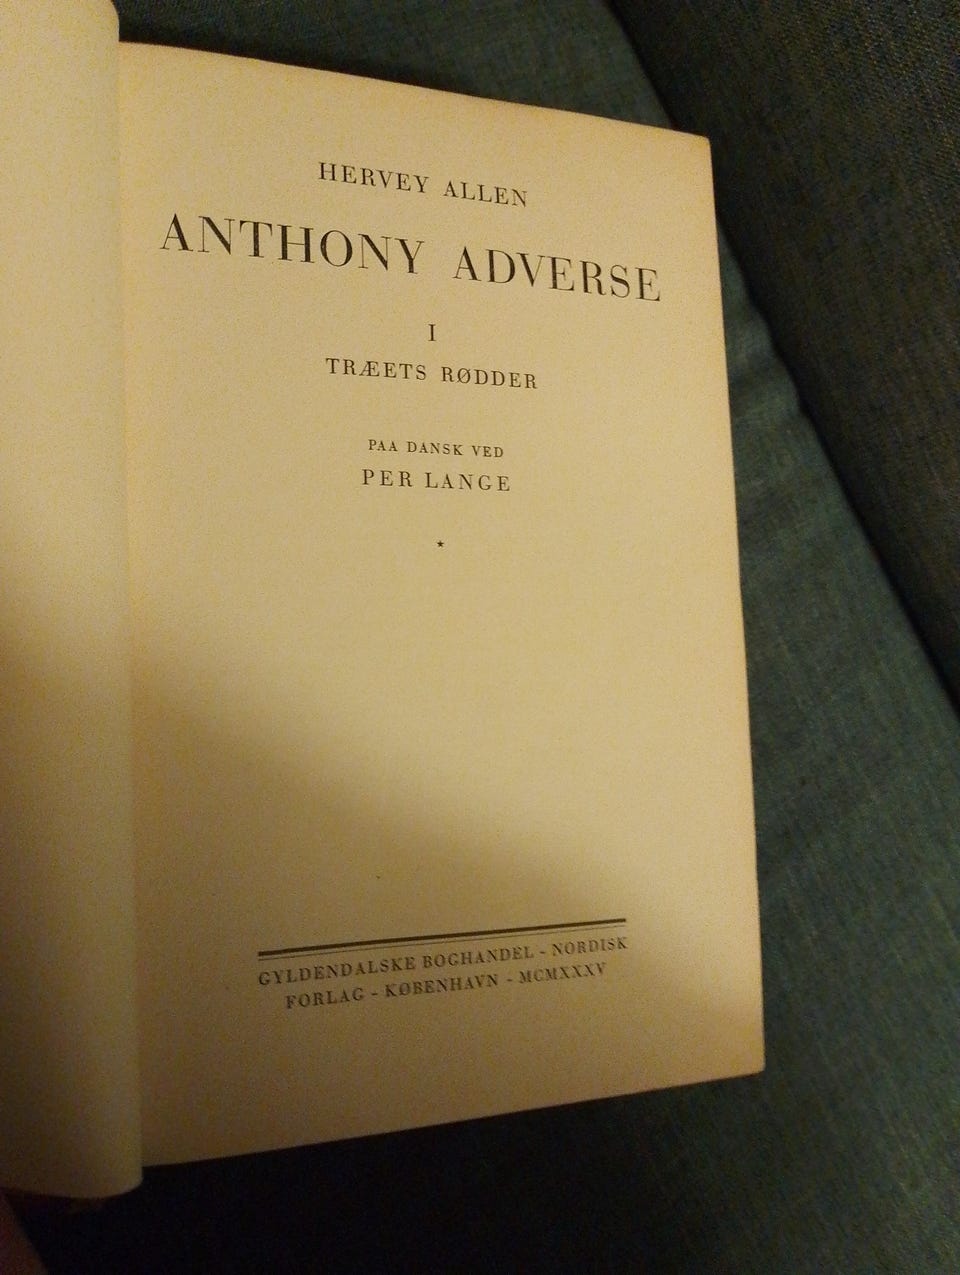 HERVEY ALLEN
ANTHONY ADVERSE
I
TRÆETS RØDDER
PAA DANSK VED
PER LANGE
GYLDENDALSKE BOGHANDEL - NORDISK
FORLAG - KØBENHAVN - MCMXXXV